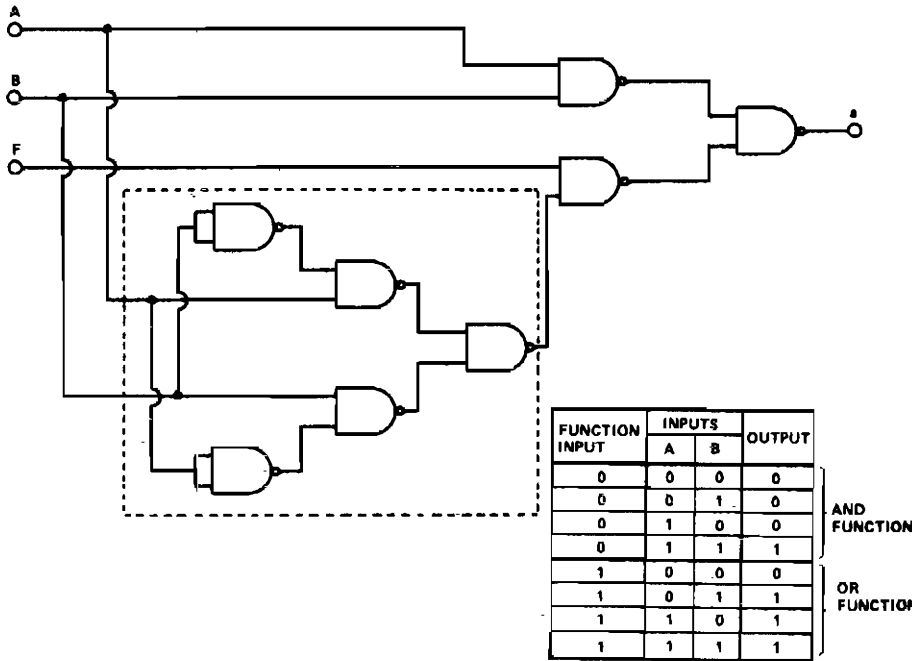 A
B
F
a
FUNCTION INPUT INPUTS OUTPUT
A B
0 0 0 0
0 0 1 0
0 1 0 0
0 1 1 1
AND FUNCTION
1 0 0 0
1 0 1 1
1 1 0 1
1 1 1 1
OR FUNCTION